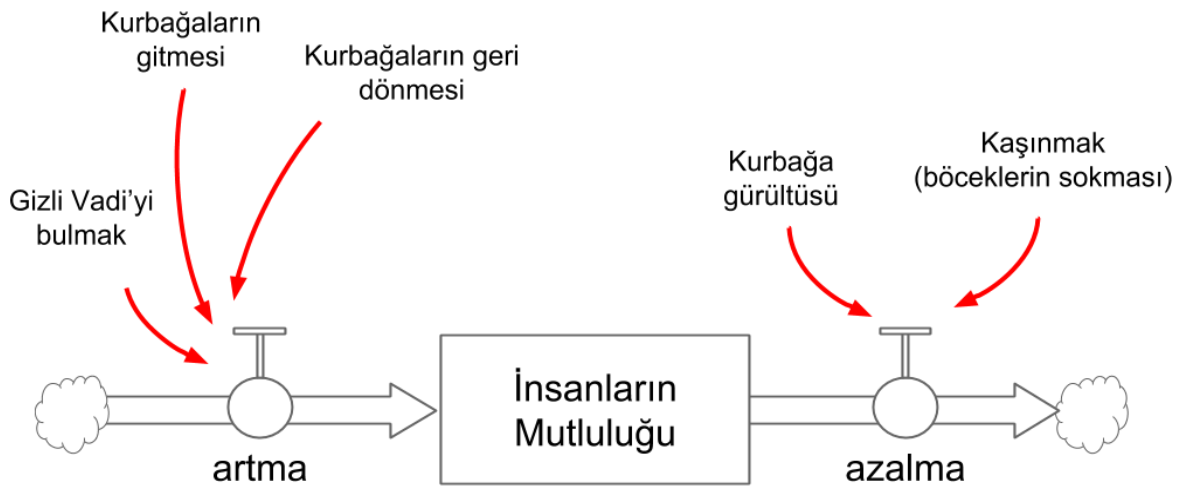 Kurbağaların
gitmesi
Kurbağaların geri
dönmesi
Gizli Vadi’yi
bulmak
Kurbağa
gürültüsü
Kaşınmak
(böceklerin sokması)
İnsanların
Mutluluğu
artma
azalma